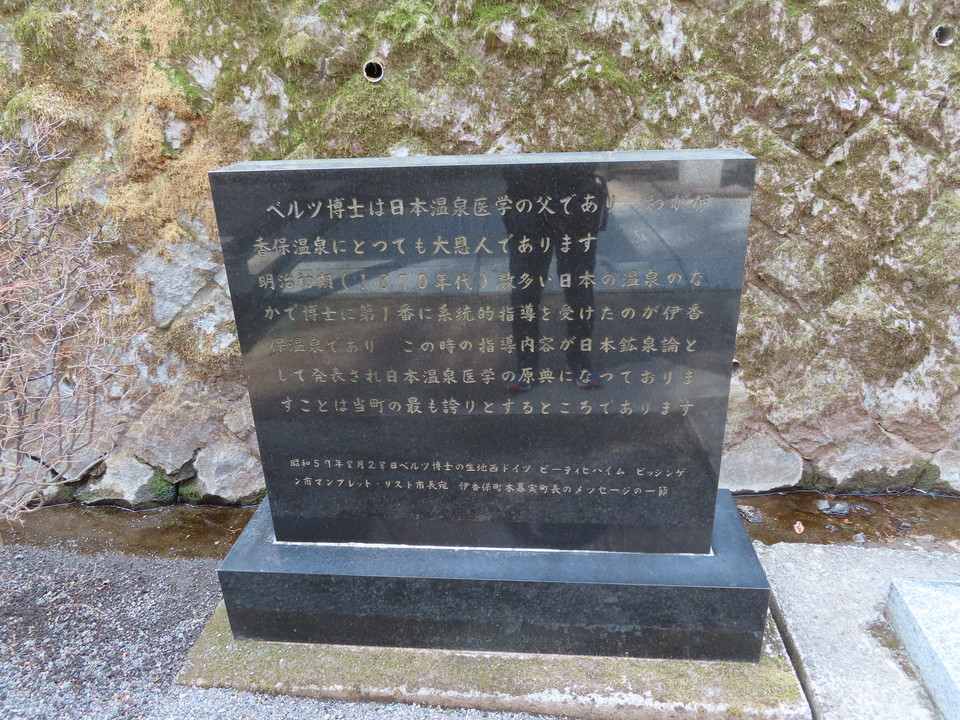 ベルツ博士は日本温泉医学の父であり わが伊
香保温泉にとつても大恩人であります
明治初期(1870年代)数多い日本の温泉のな
かで博士に第1番に系統的指導を受けたのが伊香
保温泉であり この時の指導内容が日本鉱泉論と
して発表され日本温泉医学の原典になつておりま
すことは当町の最も誇りとするところであります
昭和57年8月28日ベルツ博士の生地西ドイツ ビーティヒハイム ビッシンゲ
ン市マンフレット・リスト市長宛 伊香保町木暮実町長のメッセージの一節